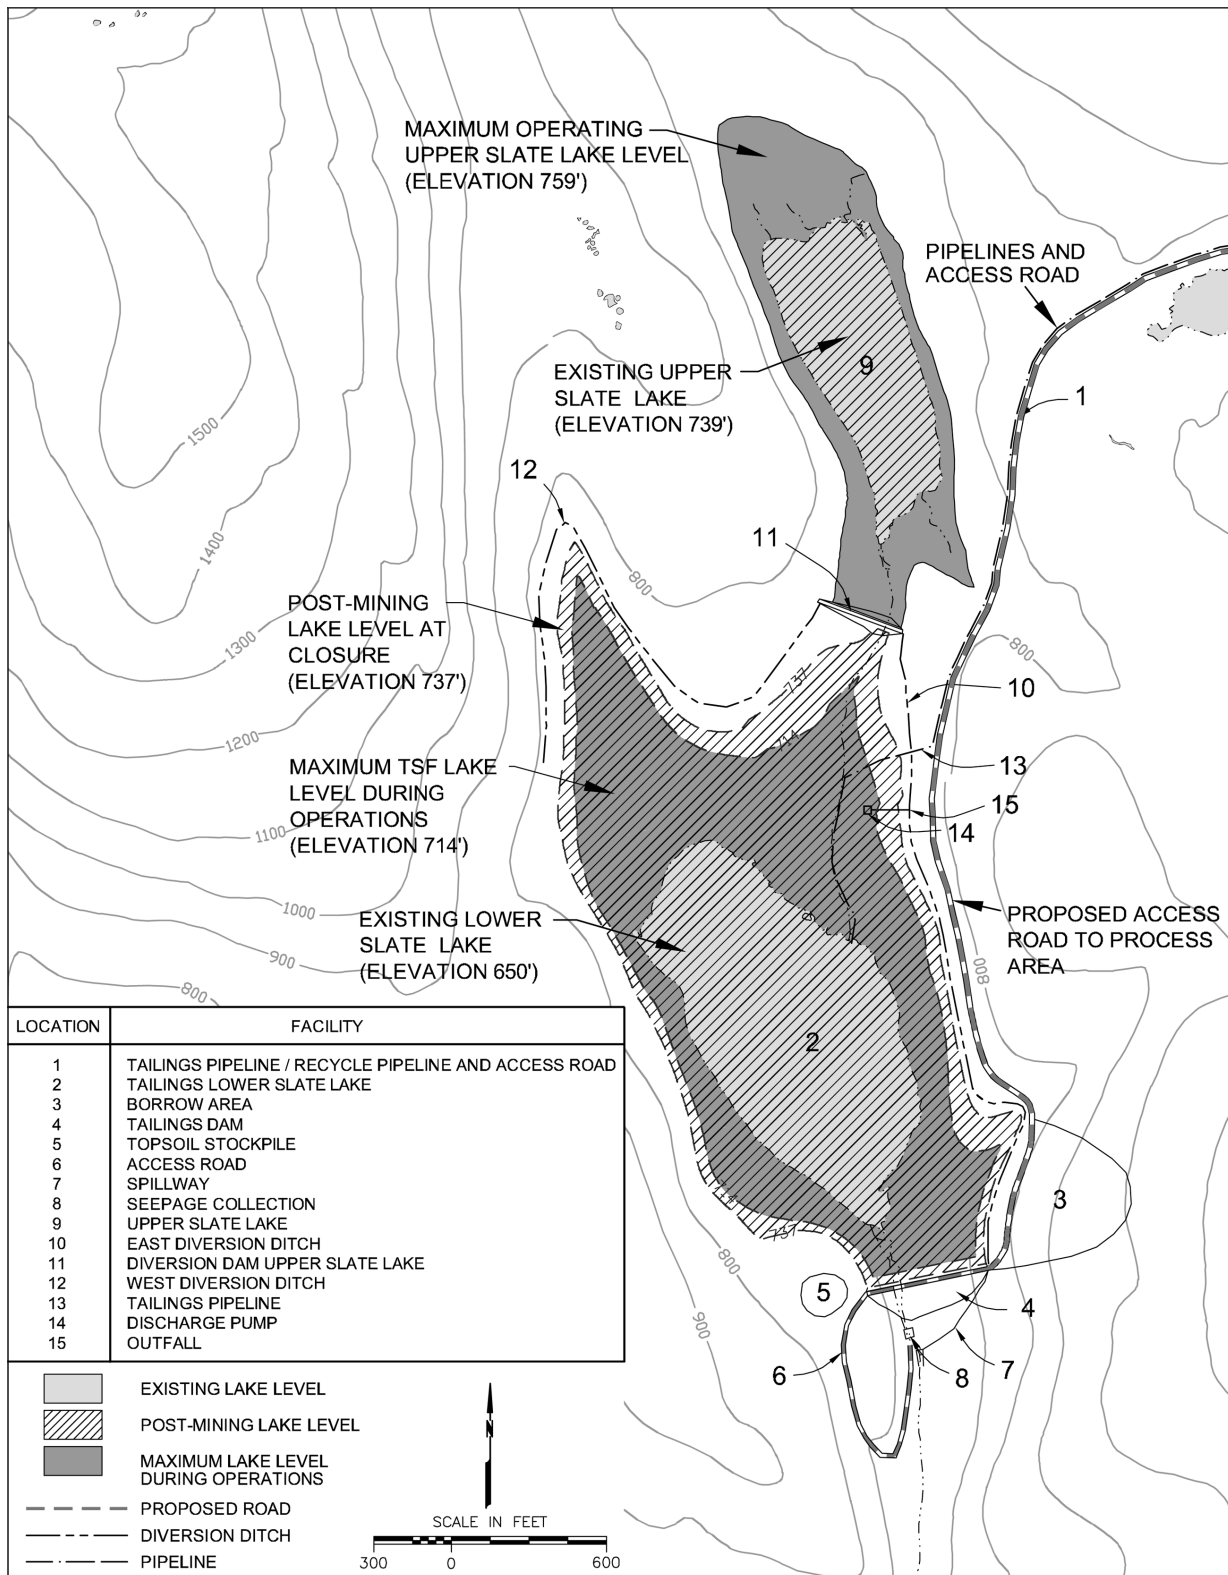 MAXIMUM OPERATING
UPPER SLATE LAKE LEVEL
(ELEVATION 759')
PIPELINES AND
ACCESS ROAD
EXISTING UPPER
SLATE LAKE
(ELEVATION 739')
9
1
1500
12
1400
11
800
POST-MINING
LAKE LEVEL AT
CLOSURE
(ELEVATION 737')
1300
800
737
10
1200
714
MAXIMUM TSF LAKE
LEVEL DURING
OPERATIONS
(ELEVATION 714')
13
15
14
1100
1000
EXISTING LOWER
SLATE LAKE
(ELEVATION 650')
PROPOSED ACCESS
ROAD TO PROCESS
AREA
900
800
800
2
3
714
737
800
5
4
900
6
8
7
LOCATION FACILITY
1 TAILINGS PIPELINE / RECYCLE PIPELINE AND ACCESS ROAD
2 TAILINGS LOWER SLATE LAKE
3 BORROW AREA
4 TAILINGS DAM
5 TOPSOIL STOCKPILE
6 ACCESS ROAD
7 SPILLWAY
8 SEEPAGE COLLECTION
9 UPPER SLATE LAKE
10 EAST DIVERSION DITCH
11 DIVERSION DAM UPPER SLATE LAKE
12 WEST DIVERSION DITCH
13 TAILINGS PIPELINE
14 DISCHARGE PUMP
15 OUTFALL
EXISTING LAKE LEVEL
POST-MINING LAKE LEVEL
MAXIMUM LAKE LEVEL
DURING OPERATIONS
PROPOSED ROAD
DIVERSION DITCH
PIPELINE
N
SCALE IN FEET
300 0 600